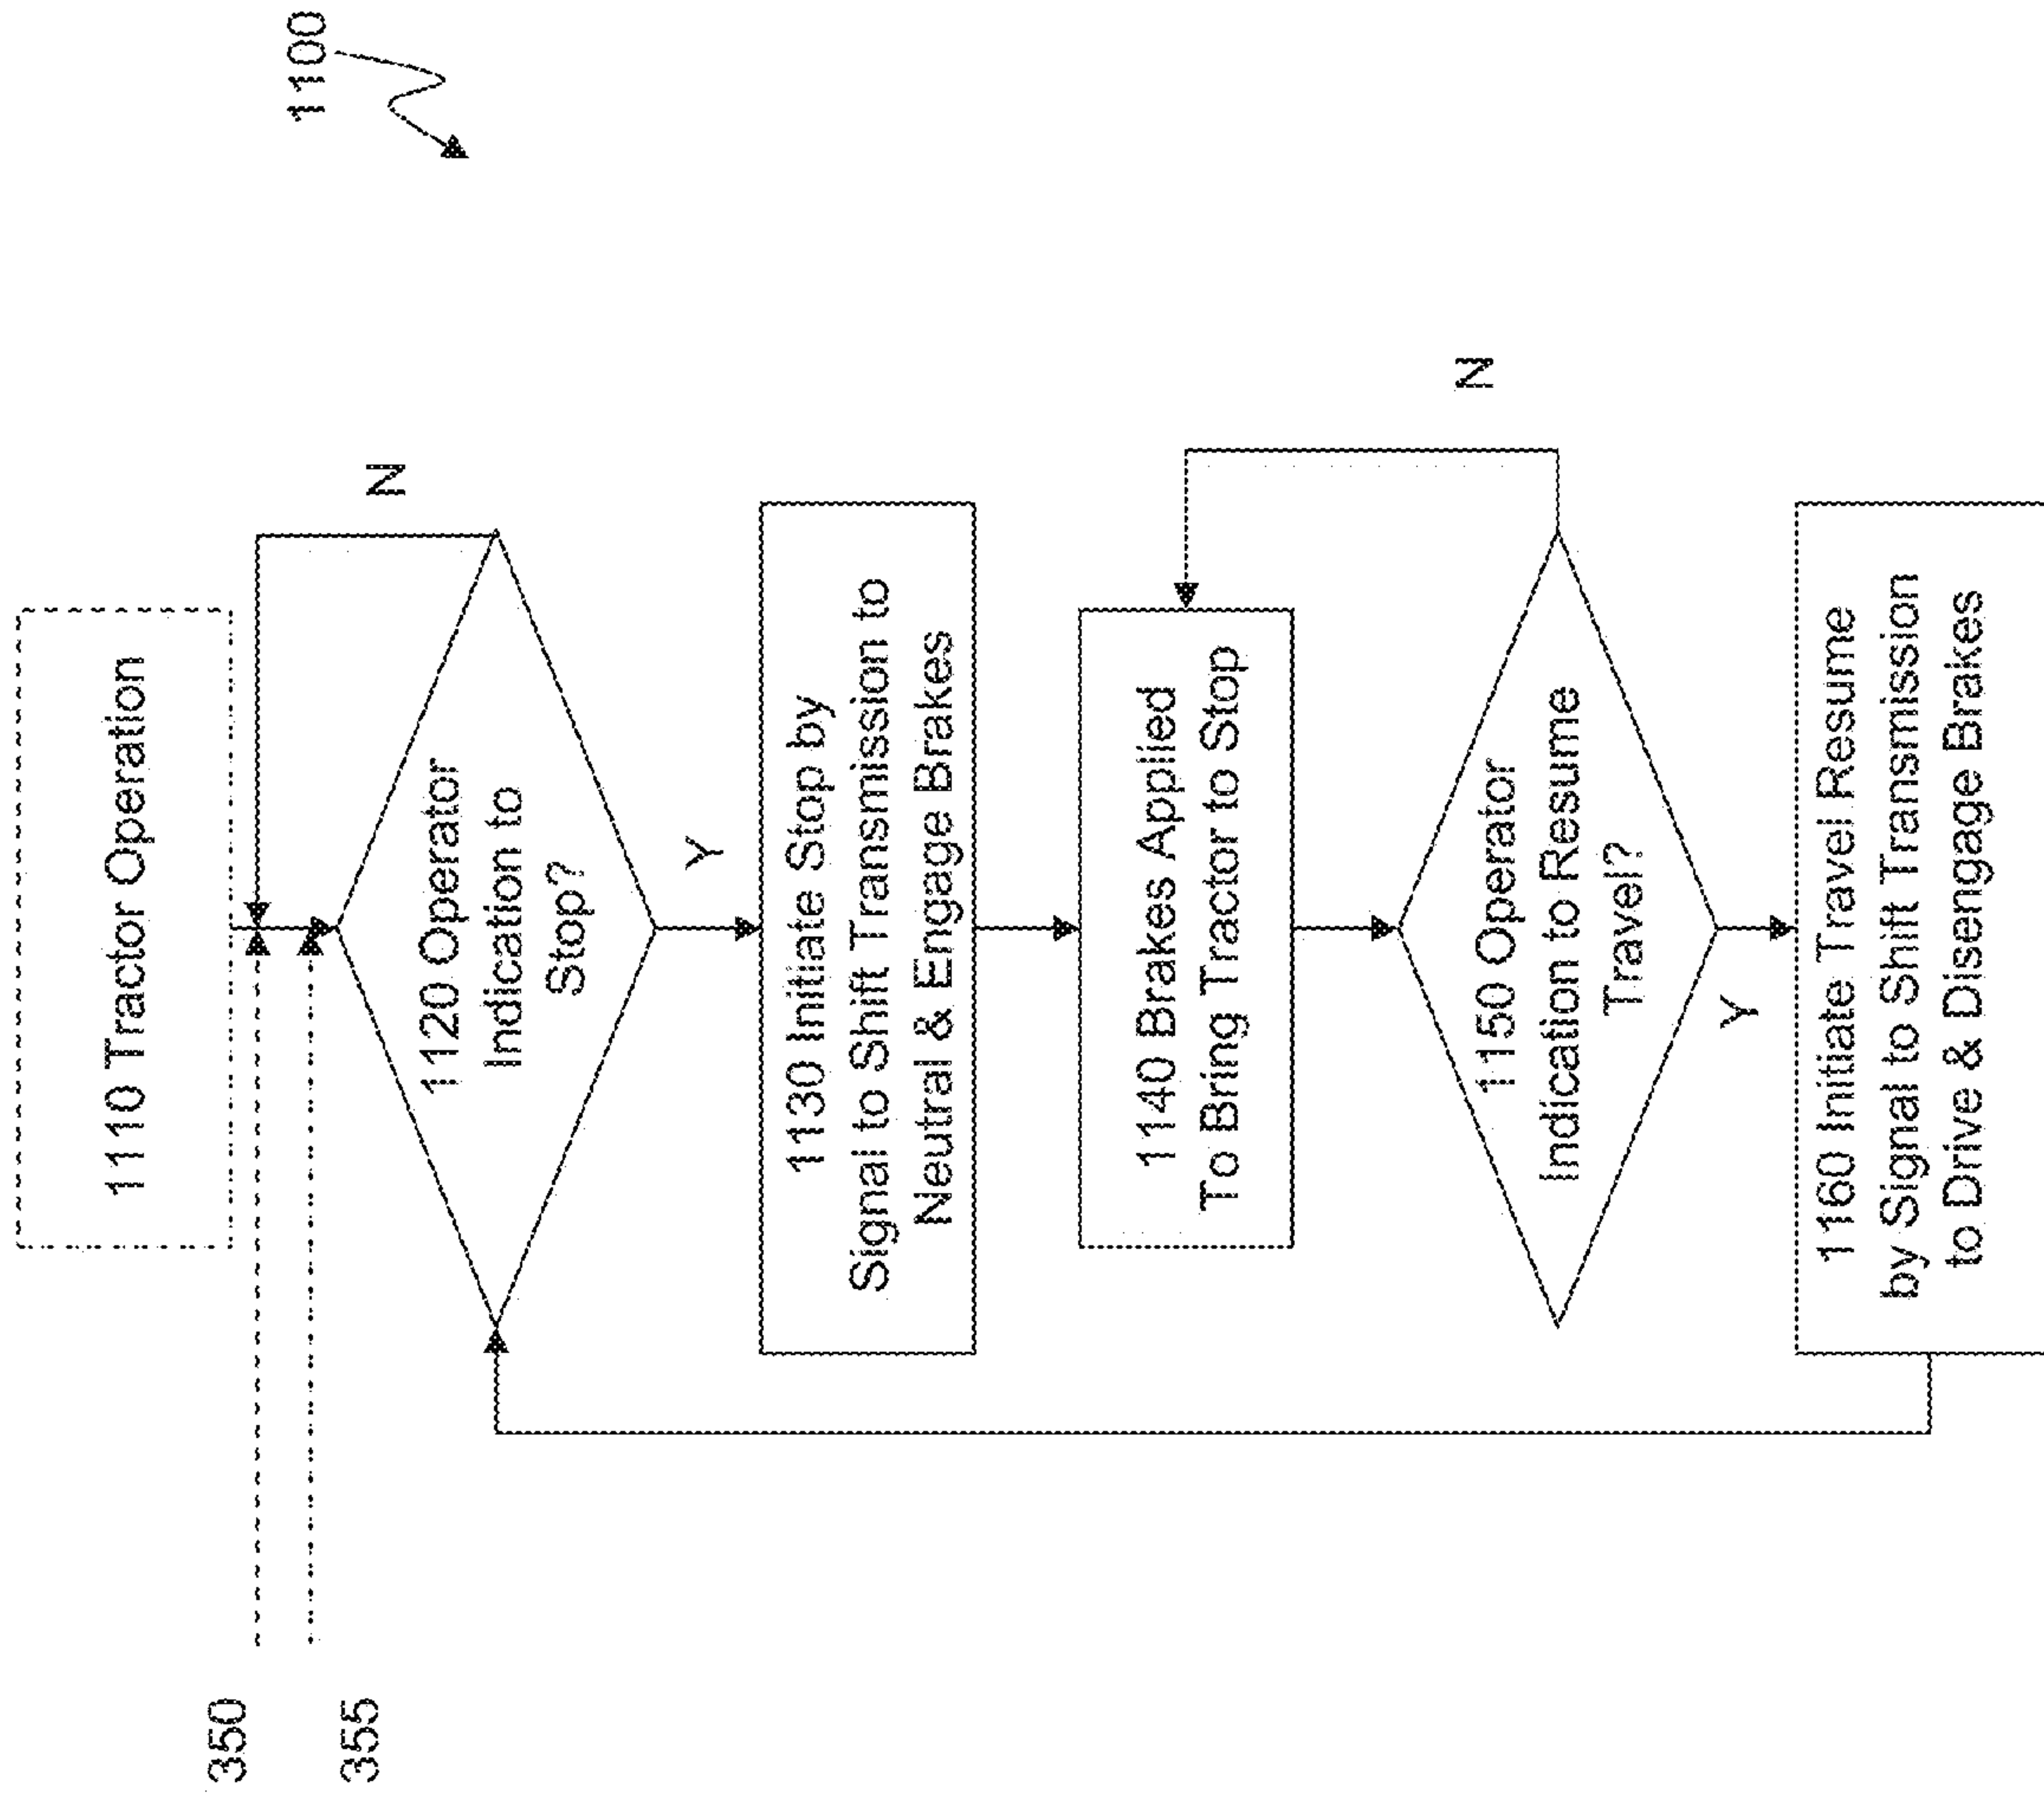 1100
1110 Tractor Operation
350
355
N
1120 Operator
Indication to
Stop?
Y
1130 Initiate Stop by
Signal to Shift Transmission to
Neutral & Engage Brakes
1140 Brakes Applied
To Bring Tractor to Stop
N
1150 Operator
Indication to Resume
Travel?
Y
1160 Initiate Travel Resume
by Signal to Shift Transmission
to Drive & Disengage Brakes